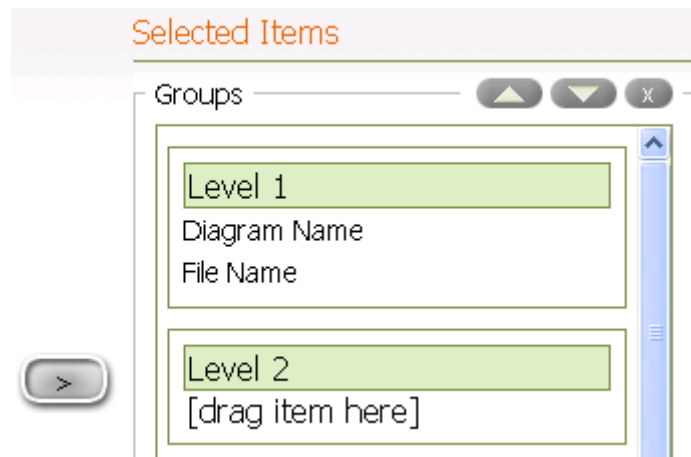 Selected Items
Groups
x
Level 1
Diagram Name
File Name
Level 2
>
[drag item here]